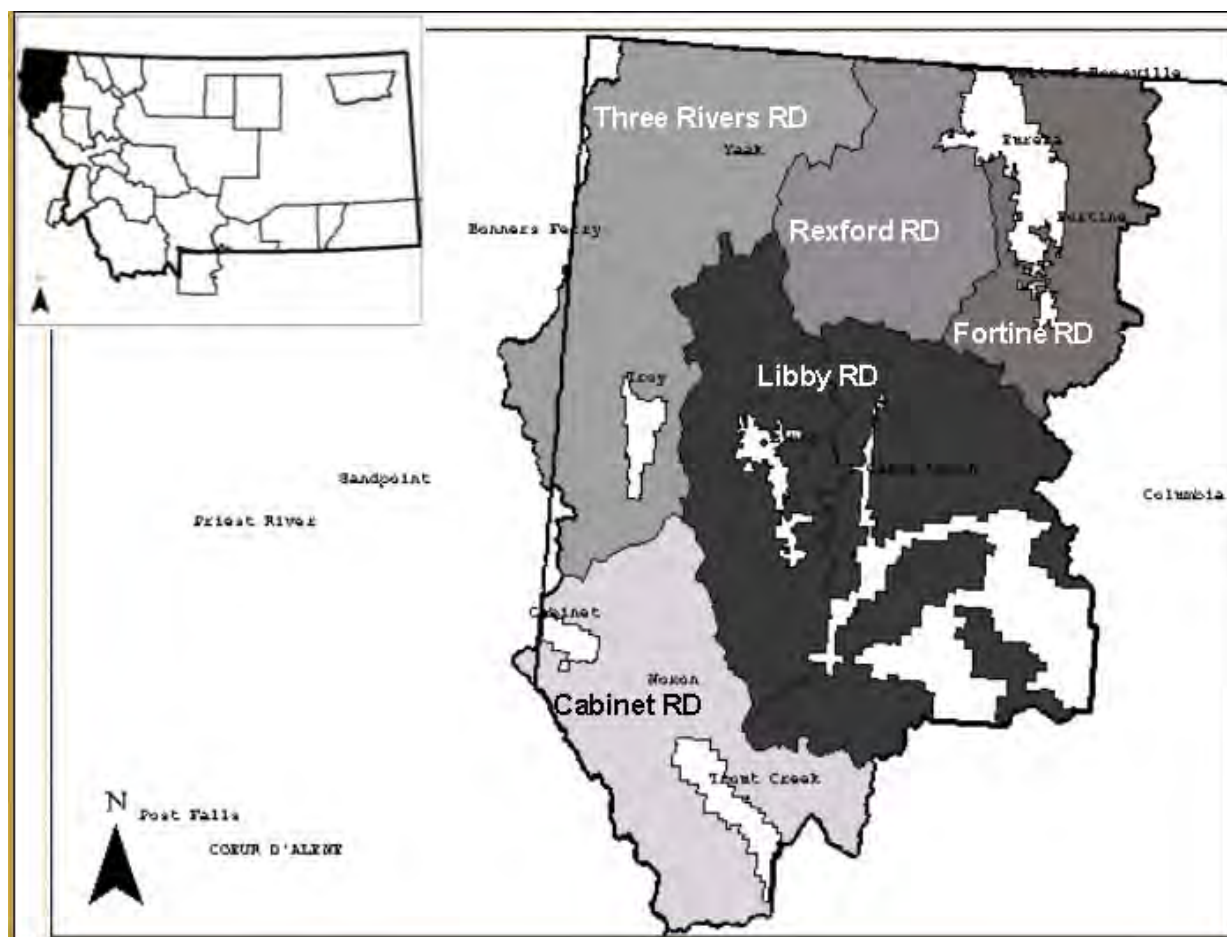 Three Rivers RD
Yaak
Eureka
Bonners Ferry
Rexford RD
Fortine
Fortine RD
Libby RD
Troy
Sandpoint
Priest River
Columbia
Cabinet
Noxon
Cabinet RD
Trout Creek
N
Post Falls
COEUR D'ALENE